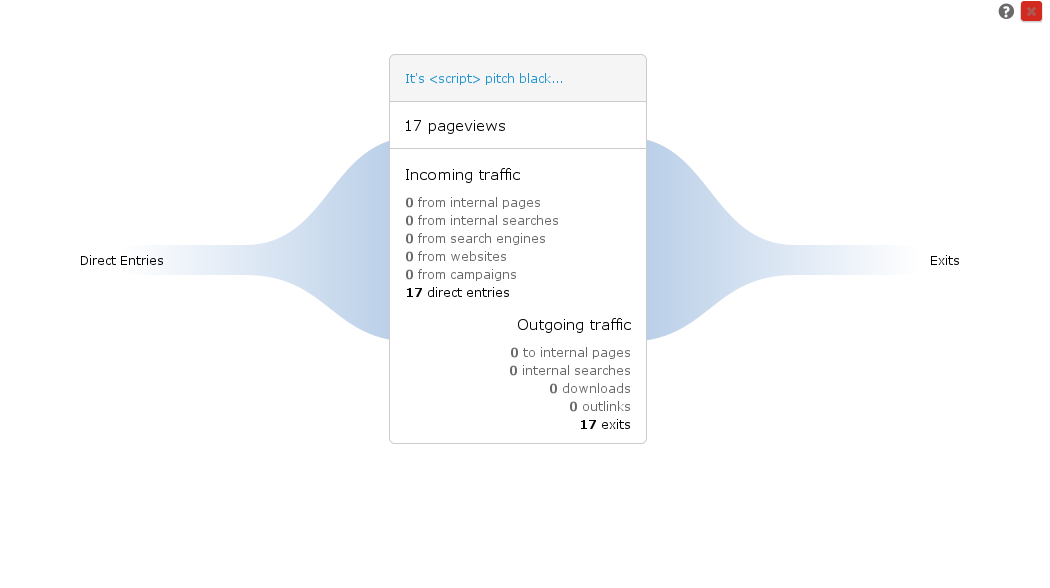 It's <script> pitch black...
17 pageviews
Incoming traffic
0 from internal pages
0 from internal searches
0 from search engines
0 from websites
0 from campaigns
17 direct entries
Direct Entries
Exits
Outgoing traffic
0 to internal pages
0 internal searches
0 downloads
0 outlinks
17 exits